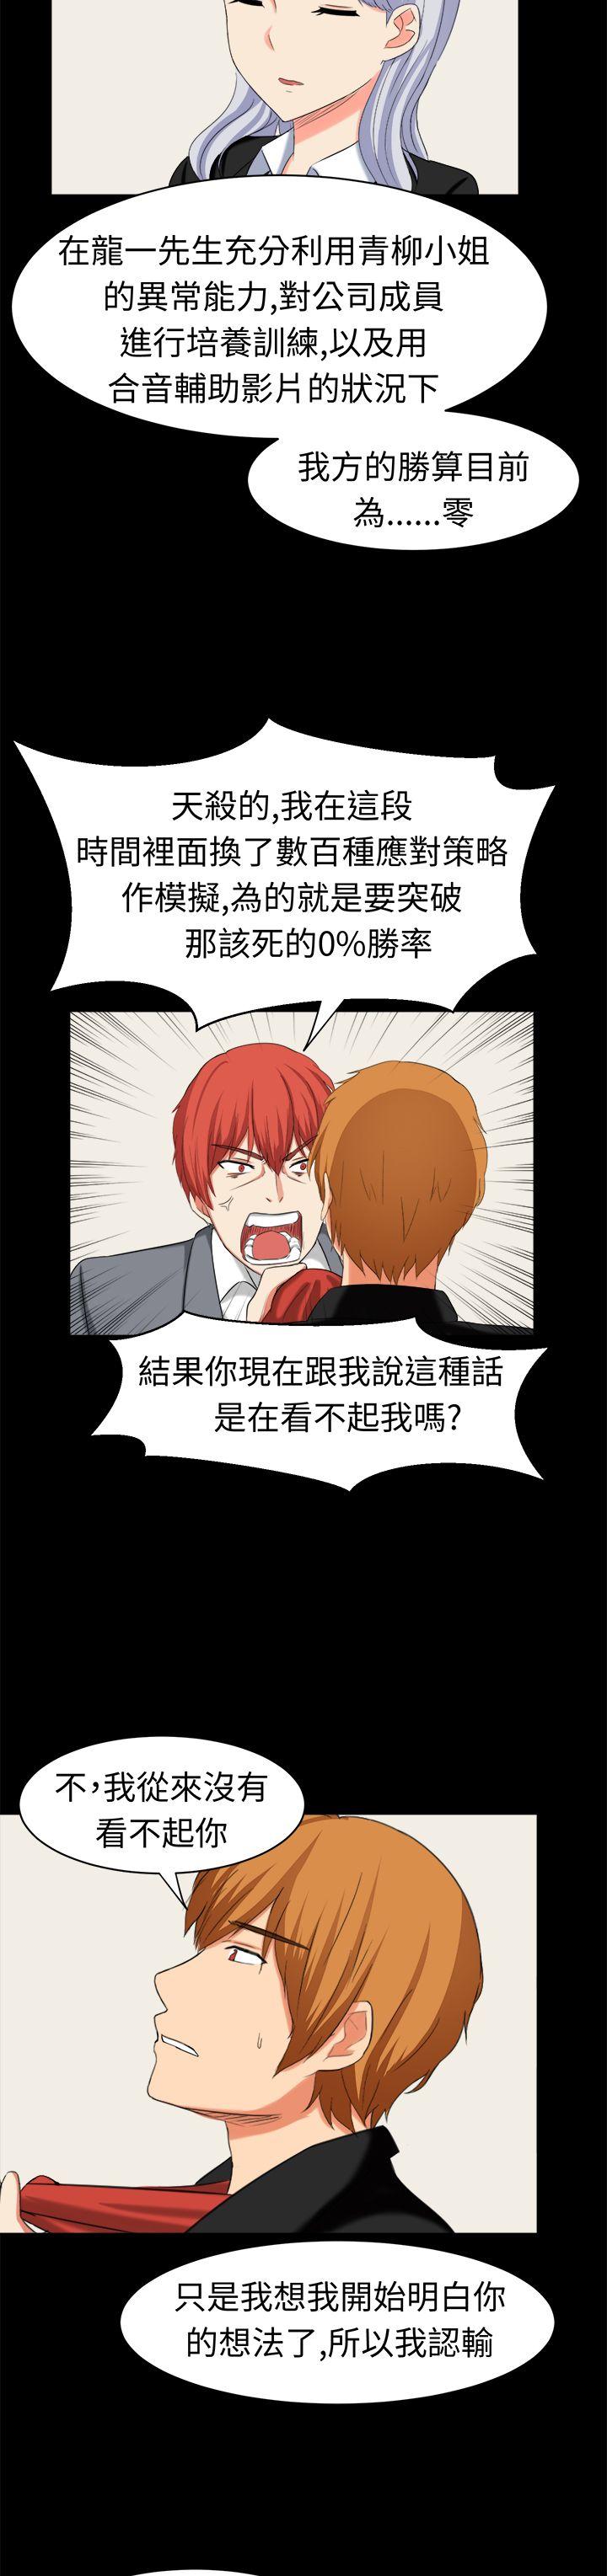 在龍一先生充分利用青柳小姐
的異常能力,對公司成員
進行培養訓練,以及用
合音輔助影片的狀況下
我方的勝算目前
為......零
天殺的,我在這段
時間裡面換了數百種應對策略
作模擬,為的就是要突破
那該死的0%勝率
結果你現在跟我說這種話
是在看不起我嗎?
不,我從來沒有
看不起你
只是我想我開始明白你
的想法了,所以我認輸